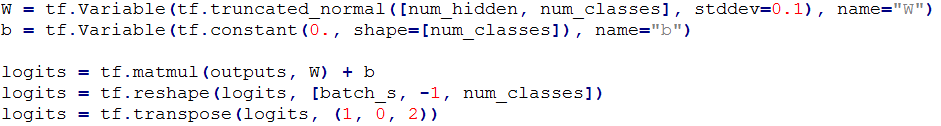 W = tf.Variable(tf.truncated_normal([num_hidden, num_classes], stddev=0.1), name="W")
b = tf.Variable(tf.constant(0., shape=[num_classes]), name="b")
logits = tf.matmul(outputs, W) + b
logits = tf.reshape(logits, [batch_s, -1, num_classes])
logits = tf.transpose(logits, (1, 0, 2))